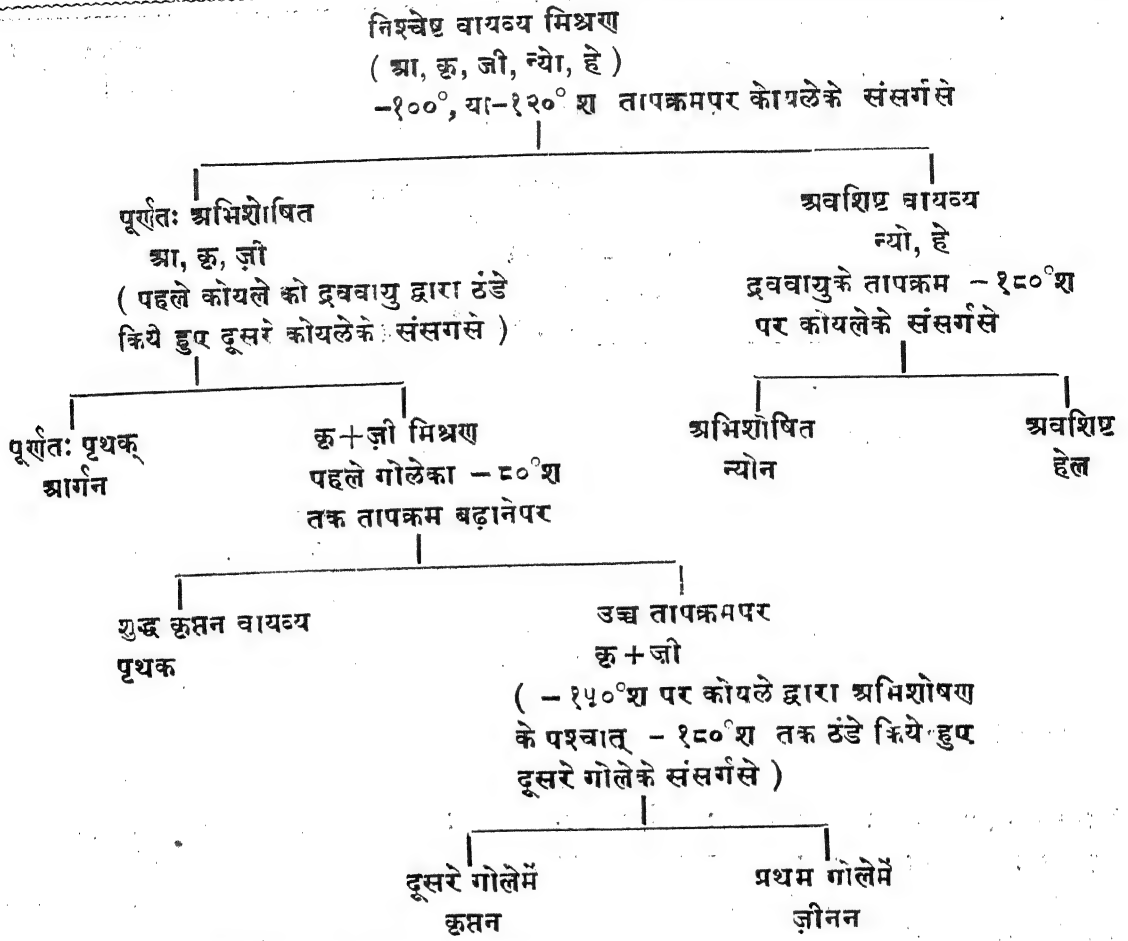 निश्चेष्ट वायव्य मिश्रण
( आ, कृ, जी, न्यो, हे )
-१००°, या-१२०° श तापक्रमपर कोयलेके संसर्गसे
पूर्णतः अभिशोषित
आ, कृ, ज़ी
( पहले कोयले को द्रववायु द्वारा ठंडे
किये हुए दूसरे कोयलेके संसगसे )
अवशिष्ट वायव्य
न्यो, हे
द्रववायुके तापक्रम -१८०°श
पर कोयलेके संसर्गसे
पूर्णतः पृथक्
आर्गन
कृ+ज़ी मिश्रण
पहले गोलेका -८०°श
तक तापक्रम बढ़ानेपर
अभिशोषित
न्योन
अवशिष्ट
हेल
शुद्ध कृप्तन वायव्य
पृथक
उच्च तापक्रमपर
कृ+ज़ी
( -१५०°श पर कोयले द्वारा अभिशोषण
के पश्चात् -१८०°श तक ठंडे किये हुए
दूसरे गोलेके संसर्गसे )
दूसरे गोलेमें
कृप्तन
प्रथम गोलेमें
ज़ीनन